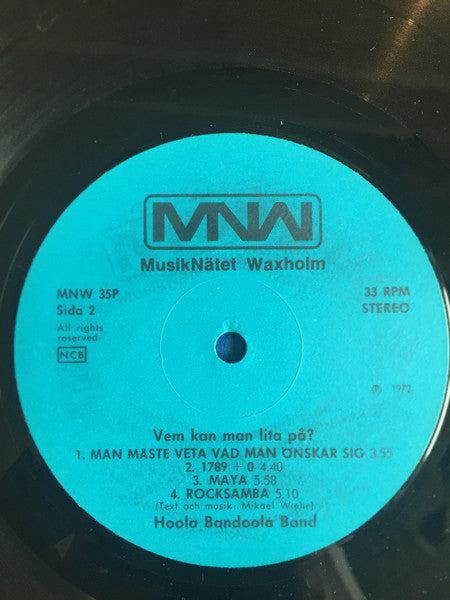 MNW
MusikNätet Waxholm
MNW 35P
33 RPM
Sida 2
STEREO
All rights
reserved
NCB
℗ 1972
Vem kan man lita på?
1. MAN MÅSTE VETA VAD MAN ÖNSKAR SIG 3.55
2. 1789 + 0 4.40
3. MAYA 5.58
4. ROCKSAMBA 5.10
(Text och musik: Mikael Wiehe)
Hoola Bandoola Band